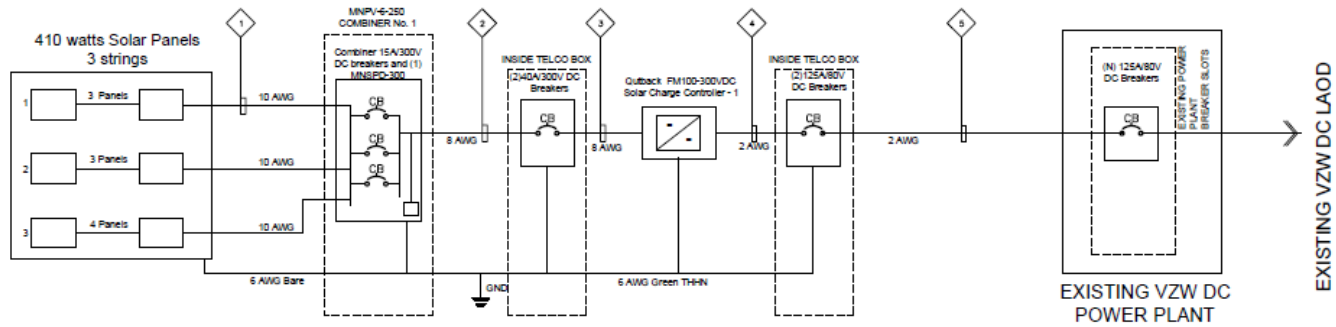 410 watts Solar Panels
3 strings
1
3 Panels
10 AWG
2
3 Panels
10 AWG
3
4 Panels
10 AWG
6 AWG Bare
1
MNPV-6-250
COMBINER No. 1
Combiner 15A/300V
DC breakers and (1)
MNSPD-300
CB
CB
CB
2
8 AWG
GND
INSIDE TELCO BOX
(2)40A/300V DC
Breakers
CB
3
8 AWG
6 AWG Green THHN
Outback FM100-300VDC
Solar Charge Controller - 1
4
2 AWG
INSIDE TELCO BOX
(2)125A/80V
DC Breakers
CB
5
2 AWG
(N) 125A/80V
DC Breakers
CB
EXISTING POWER
PLANT
BREAKER SLOTS
EXISTING VZW DC
POWER PLANT
EXISTING VZW DC LAOD